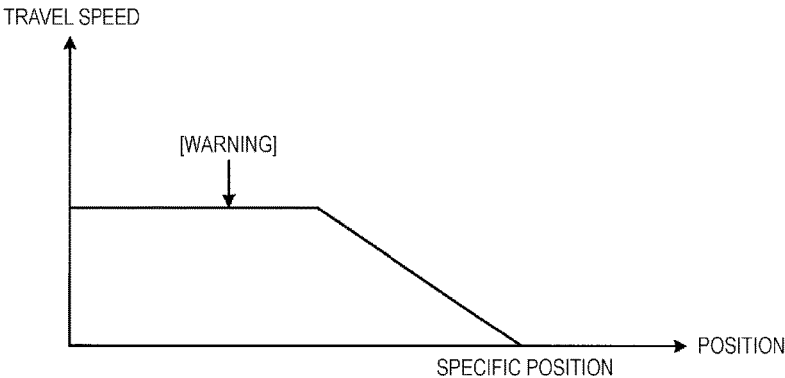 TRAVEL SPEED
[WARNING]
POSITION
SPECIFIC POSITION